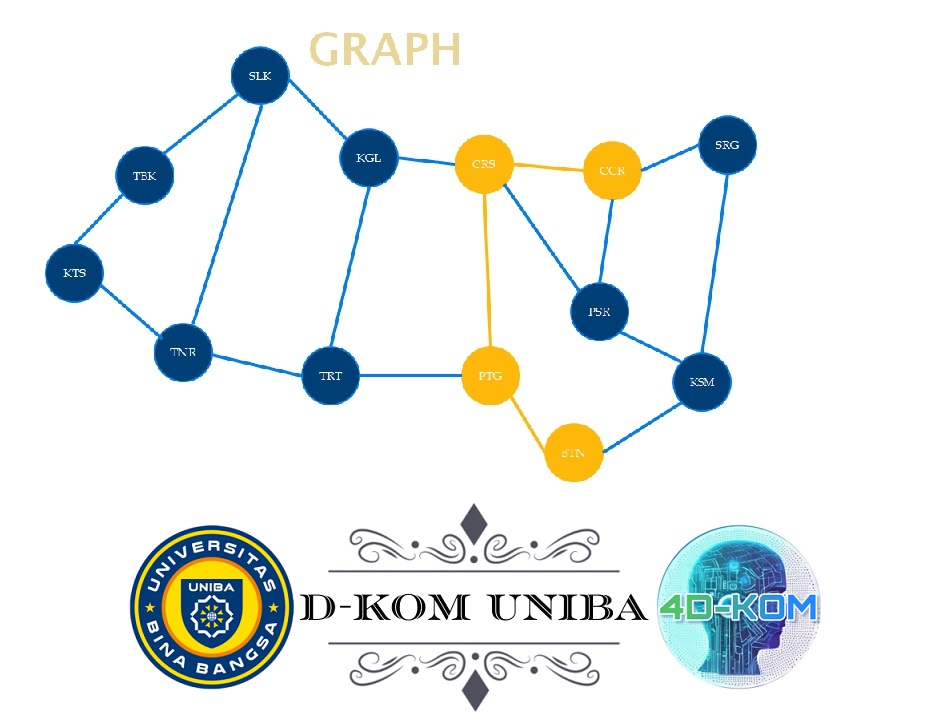 GRAPH
SLK
KGL
CRS
CCR
SRG
TBK
KTS
PSR
TNR
TRT
PTG
KSM
BTN
UNIVERSITAS
UNIBA
BINA BANGSA
D-KOM UNIBA
4D-KOM